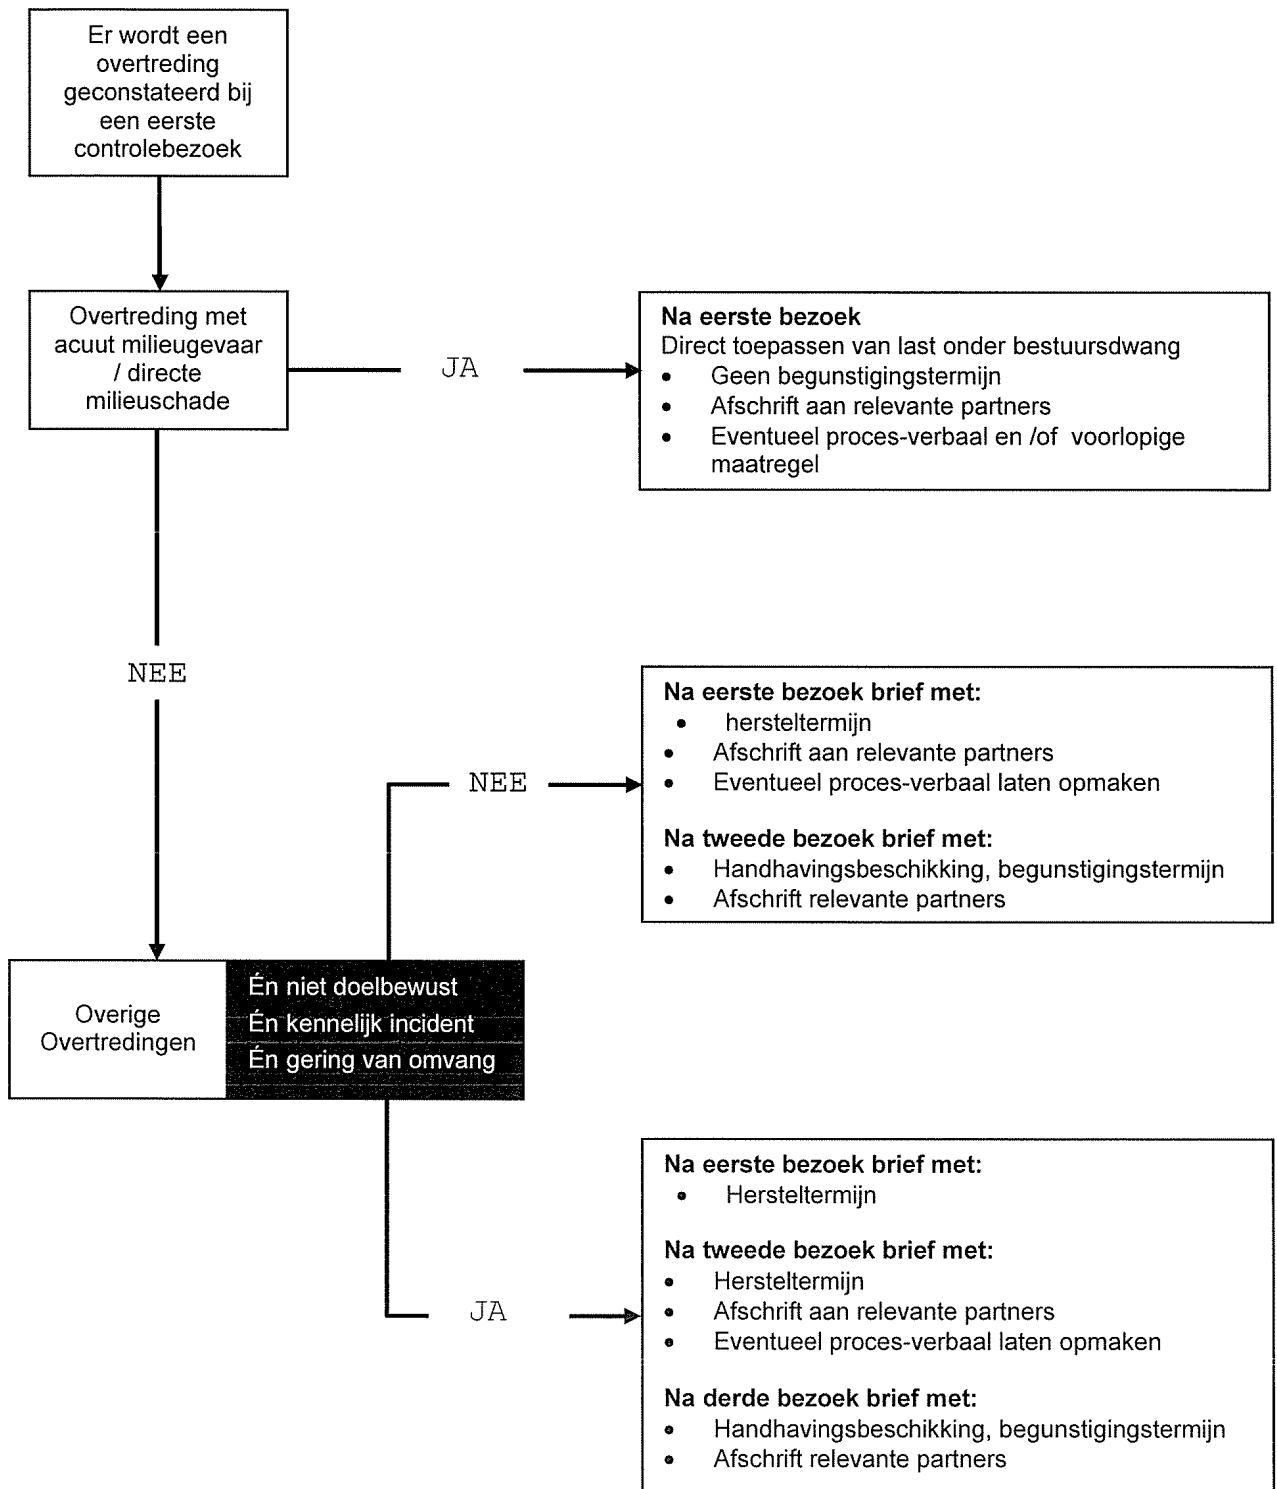 Er wordt een
overtreding
geconstateerd bij
een eerste
controlebezoek
Overtreding met
acuut milieugevaar
/ directe
milieuschade
JA
Na eerste bezoek
Direct toepassen van last onder bestuursdwang
• Geen begunstigingstermijn
• Afschrift aan relevante partners
• Eventueel proces-verbaal en /of voorlopige
maatregel
NEE
Na eerste bezoek brief met:
• hersteltermijn
• Afschrift aan relevante partners
• Eventueel proces-verbaal laten opmaken
Na tweede bezoek brief met:
• Handhavingsbeschikking, begunstigingstermijn
• Afschrift relevante partners
NEE
Overige
Overtredingen
Én niet doelbewust
Én kennelijk incident
Én gering van omvang
JA
Na eerste bezoek brief met:
• Hersteltermijn
Na tweede bezoek brief met:
• Hersteltermijn
• Afschrift aan relevante partners
• Eventueel proces-verbaal laten opmaken
Na derde bezoek brief met:
• Handhavingsbeschikking, begunstigingstermijn
• Afschrift relevante partners